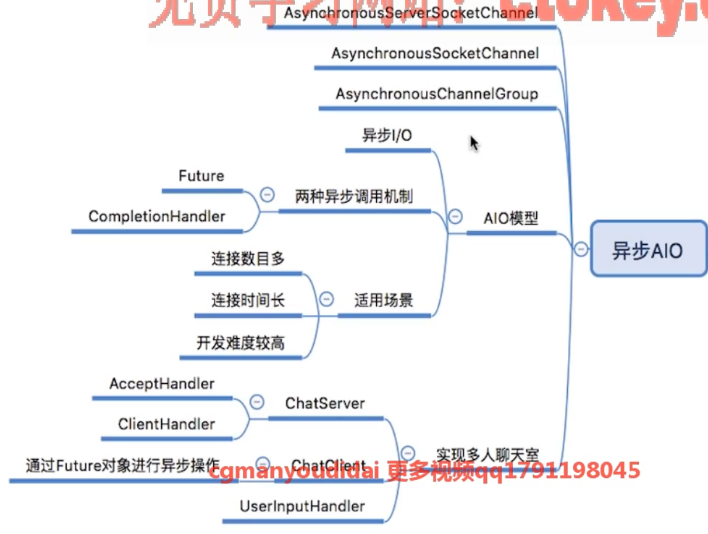 免费学习网站：Lтokey.c
AsynchronousServerSocketChannel
AsynchronousSocketChannel
AsynchronousChannelGroup
异步I/O
Future
两种异步调用机制
CompletionHandler
AIO模型
连接数目多
异步AIO
连接时间长
适用场景
开发难度较高
AcceptHandler
ChatServer
ClientHandler
实现多人聊天室
通过Future对象进行异步操作
ChatClient
cgmanyoudidai 更多视频qq1791198045
UserInputHandler